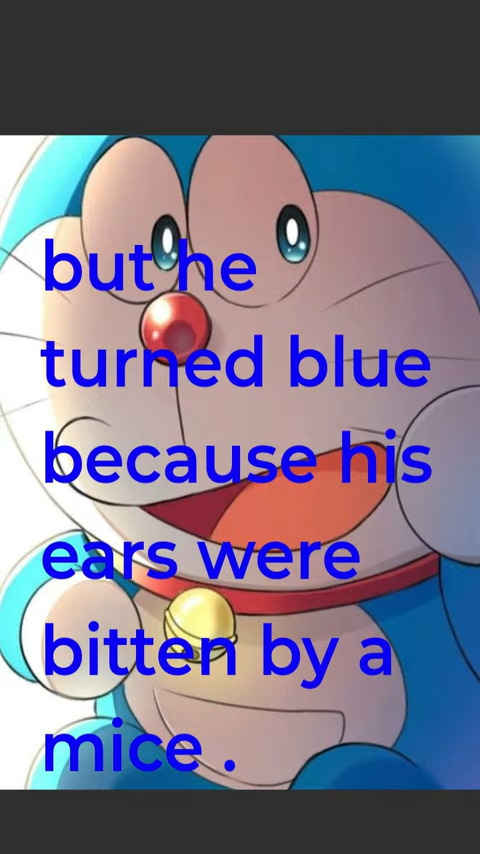 but he
turned blue
because his
ears were
bitten by a
mice .